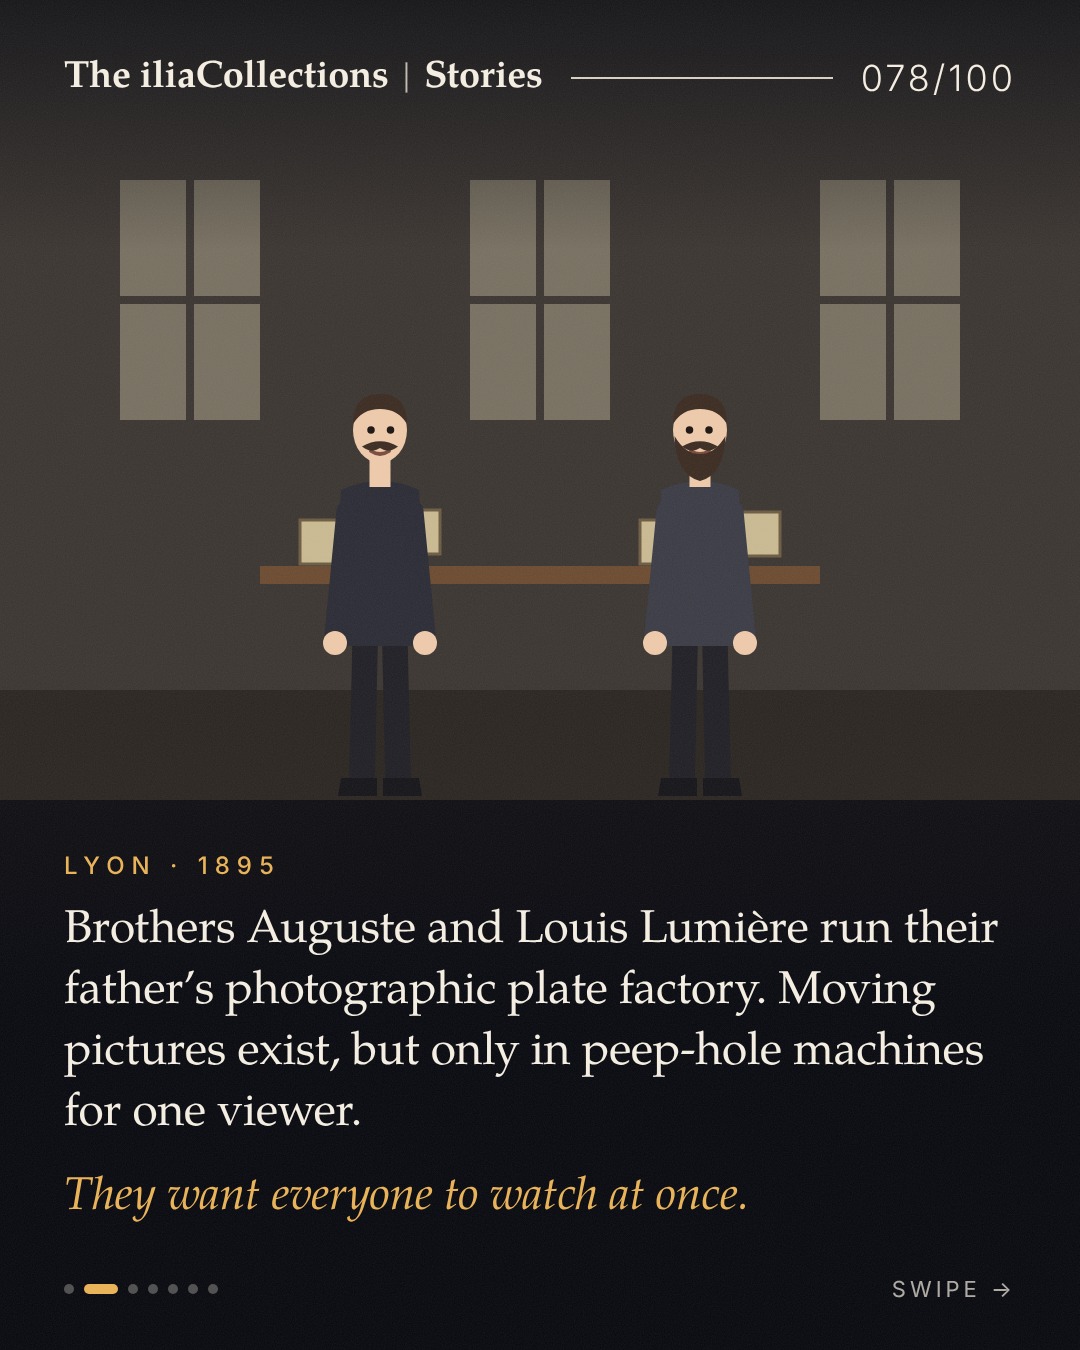 The iliaCollections | Stories 078/100
LYON · 1895
Brothers Auguste and Louis Lumière run their
father’s photographic plate factory. Moving
pictures exist, but only in peep-hole machines
for one viewer.
They want everyone to watch at once.
SWIPE →